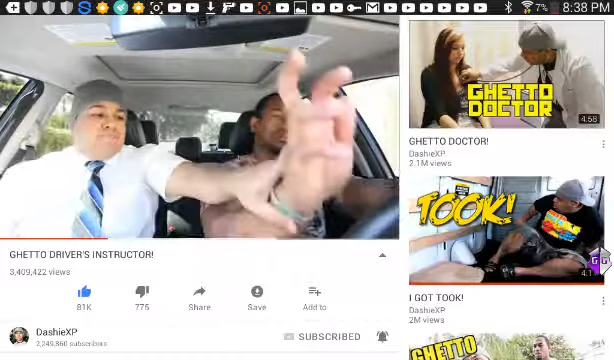 7% 8:38 PM
GHETTO DOCTOR
4:58
GHETTO DOCTOR!
DashieXP
2.1M views
TOOK!
4:1
I GOT TOOK!
DashieXP
2M views
GHETTO
GHETTO DRIVER'S INSTRUCTOR!
3,409,422 views
81K
775
Share
Save
Add to
DashieXP
2,249,860 subscribers
SUBSCRIBED